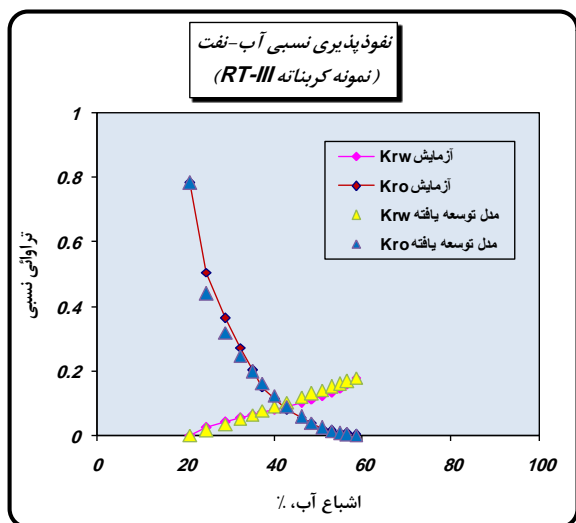 نفوذپذیری نسبی آب-نفت
(نمونه کربناته RT-III)
1
0.8
0.6
0.4
0.2
0
تراوائی نسبی
آزمایش Krw
آزمایش Kro
مدل توسعه یافته Krw
مدل توسعه یافته Kro
0 20 40 60 80 100
اشباع آب، ٪